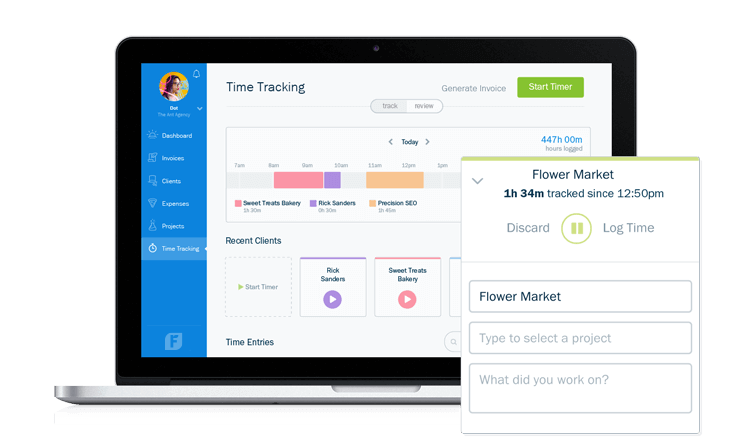 Time Tracking
Generate Invoice
Start Timer
track
review
Dot
The Ant Agency
Dashboard
Invoices
Clients
Expenses
Projects
Time Tracking
Today
447h 00m
hours logged
7am
8am
9am
10am
11am
12pm
1pm
Sweet Treats Bakery
1h 30m
Rick Sanders
0h 30m
Precision SEO
1h 45m
Recent Clients
Start Timer
Rick
Sanders
Sweet Treats
Bakery
Time Entries
F
Flower Market
1h 34m tracked since 12:50pm
Discard
Log Time
Flower Market
Type to select a project
What did you work on?